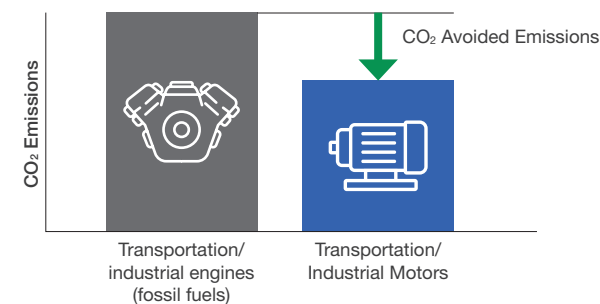 CO₂ Avoided Emissions
CO₂ Emissions
Transportation/
industrial engines
(fossil fuels)
Transportation/
Industrial Motors